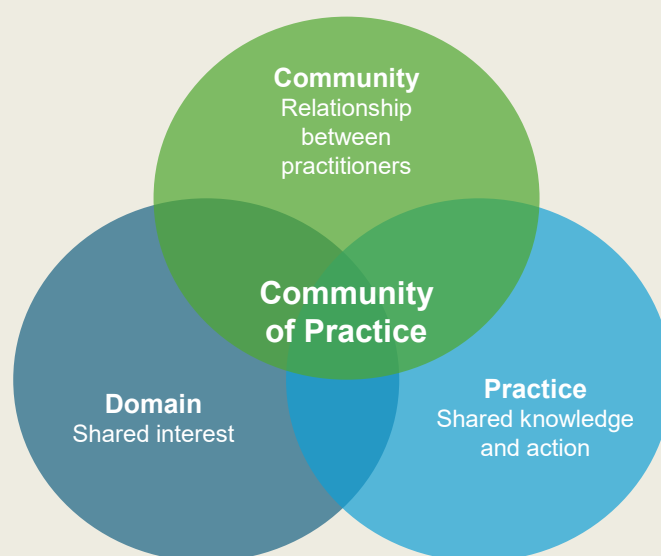 Community
Relationship
between
practitioners
Community
of Practice
Domain
Shared interest
Practice
Shared knowledge
and action